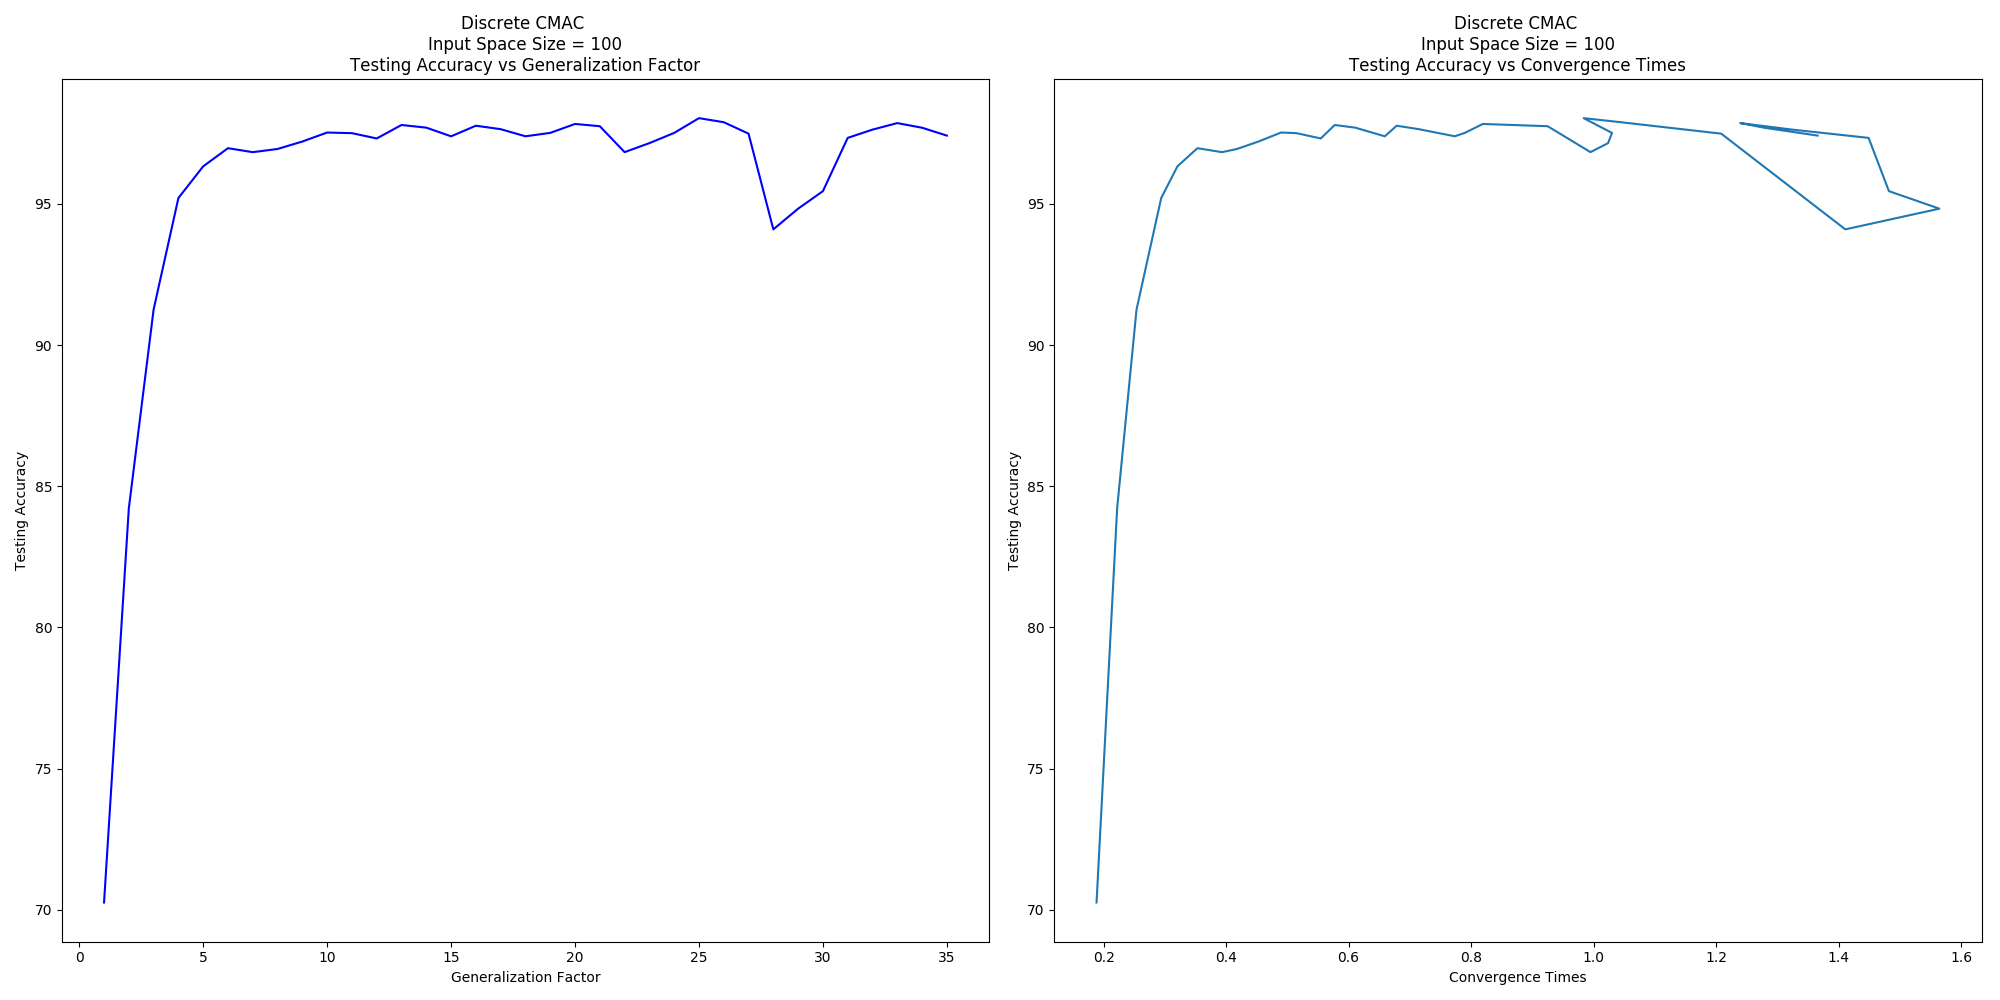 Discrete CMAC
Input Space Size = 100
Testing Accuracy vs Generalization Factor
95
90
85
80
75
70
Testing Accuracy
0 5 10 15 20 25 30 35
Generalization Factor
Discrete CMAC
Input Space Size = 100
Testing Accuracy vs Convergence Times
95
90
85
80
75
70
Testing Accuracy
0.2 0.4 0.6 0.8 1.0 1.2 1.4 1.6
Convergence Times